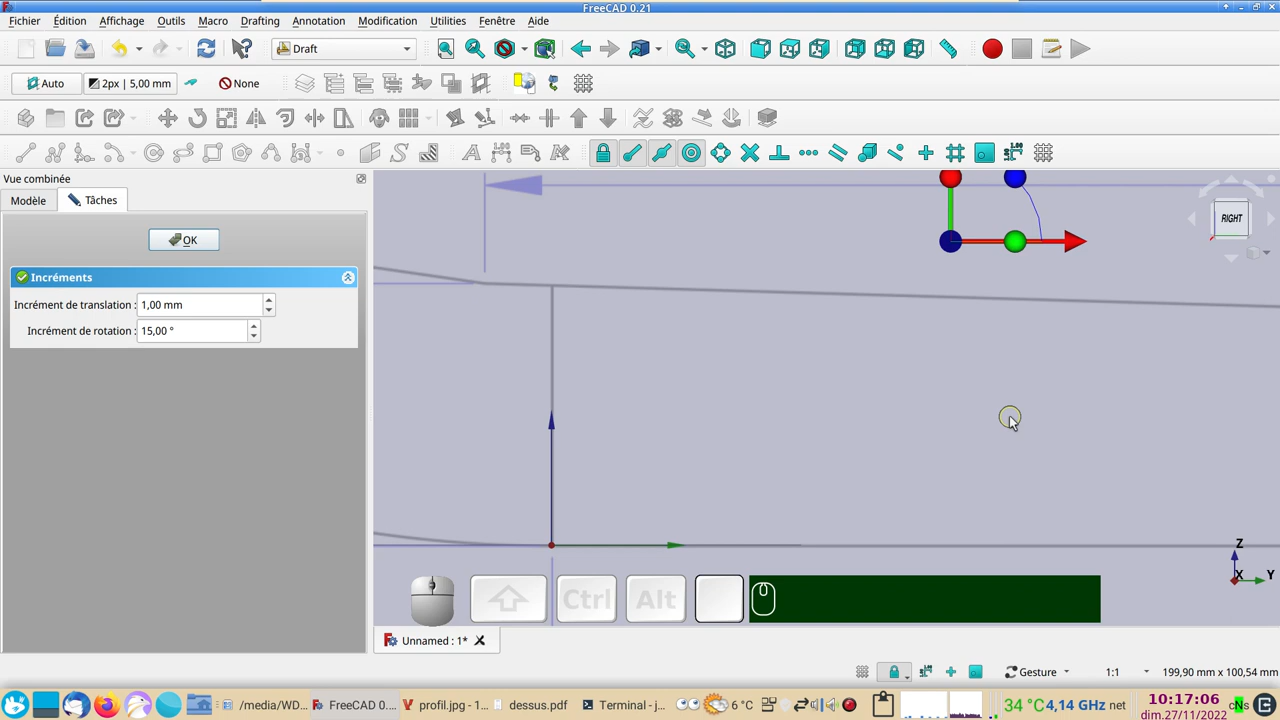 FreeCAD 0.21
Fichier Édition Affichage Outils Macro Drafting Annotation Modification Utilities Fenêtre Aide
Draft
Auto 2px | 5,00 mm None
Vue combinée
Modèle Tâches
OK
Incréments
Incrément de translation : 1,00 mm
Incrément de rotation : 15,00 °
RIGHT
Z
X Y
Ctrl Alt
Unnamed : 1*
Gesture 1:1 199,90 mm x 100,54 mm
/media/WD... FreeCAD 0.... profil.jpg - 1... dessus.pdf Terminal - j... 6 °C 34 °C 4,14 GHz net 10:17:06
dim.27/11/2022